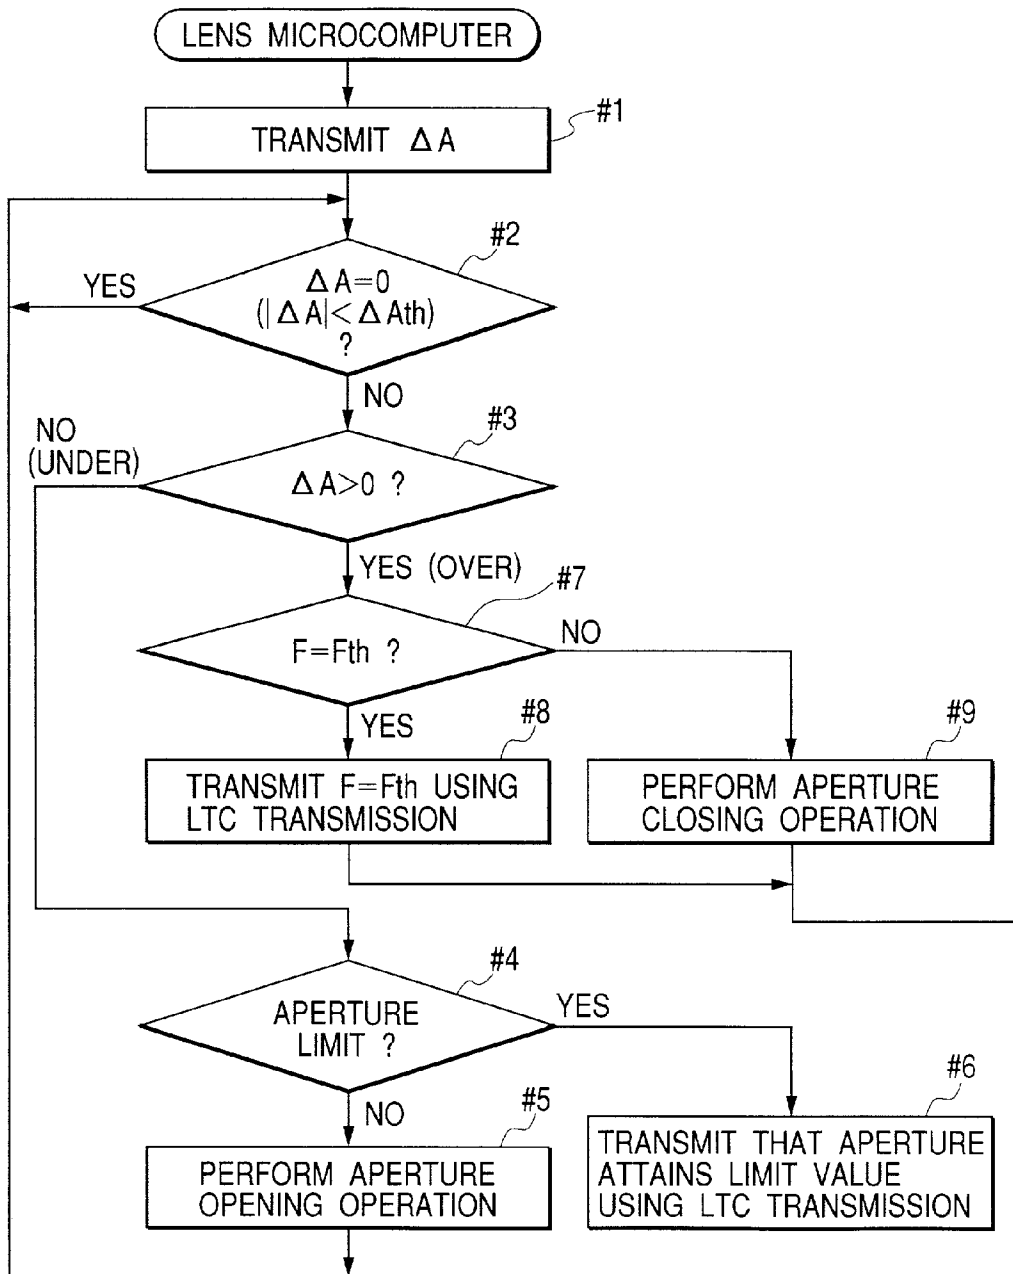 LENS MICROCOMPUTER
#1
TRANSMIT ΔA
#2
YES
ΔA=0
(|ΔA|<ΔAth)
?
NO
#3
NO
(UNDER)
ΔA>0 ?
YES (OVER)
#7
F=Fth ?
NO
YES
#8
TRANSMIT F=Fth USING
LTC TRANSMISSION
#9
PERFORM APERTURE
CLOSING OPERATION
#4
APERTURE
LIMIT ?
YES
NO
#5
PERFORM APERTURE
OPENING OPERATION
#6
TRANSMIT THAT APERTURE
ATTAINS LIMIT VALUE
USING LTC TRANSMISSION